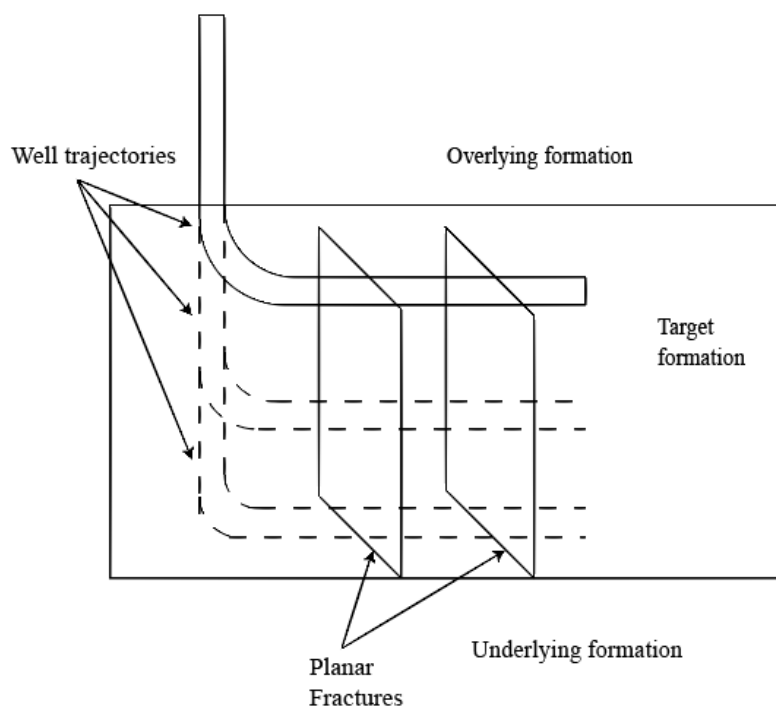 Well trajectories
Overlying formation
Target
formation
Underlying formation
Planar
Fractures